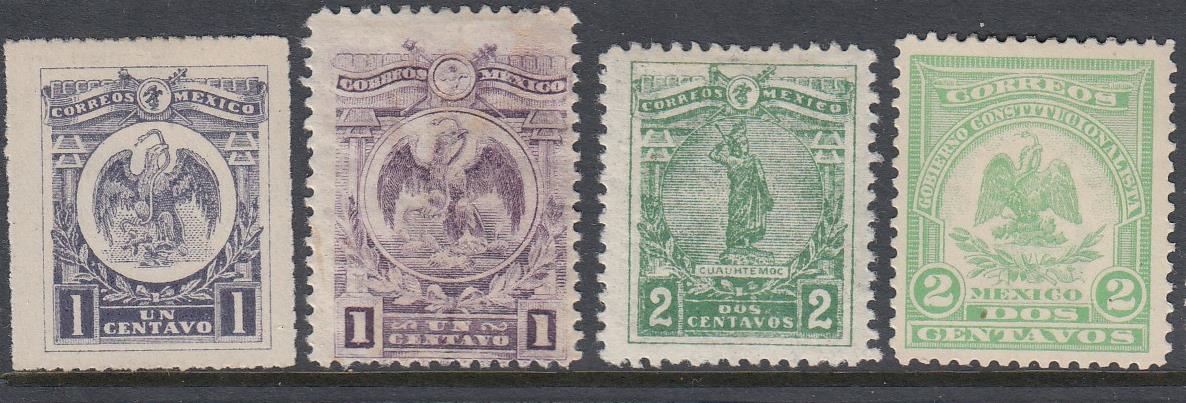 CORREOS MEXICO
1 UN CENTAVO 1
CORREOS MEXICO
1 UN CENTAVO 1
CORREOS MEXICO
CUAUHTEMOC
2 DOS CENTAVOS 2
CORREOS
GOBIERNO CONSTITUCIONALISTA
2 MEXICO 2
DOS
CENTAVOS